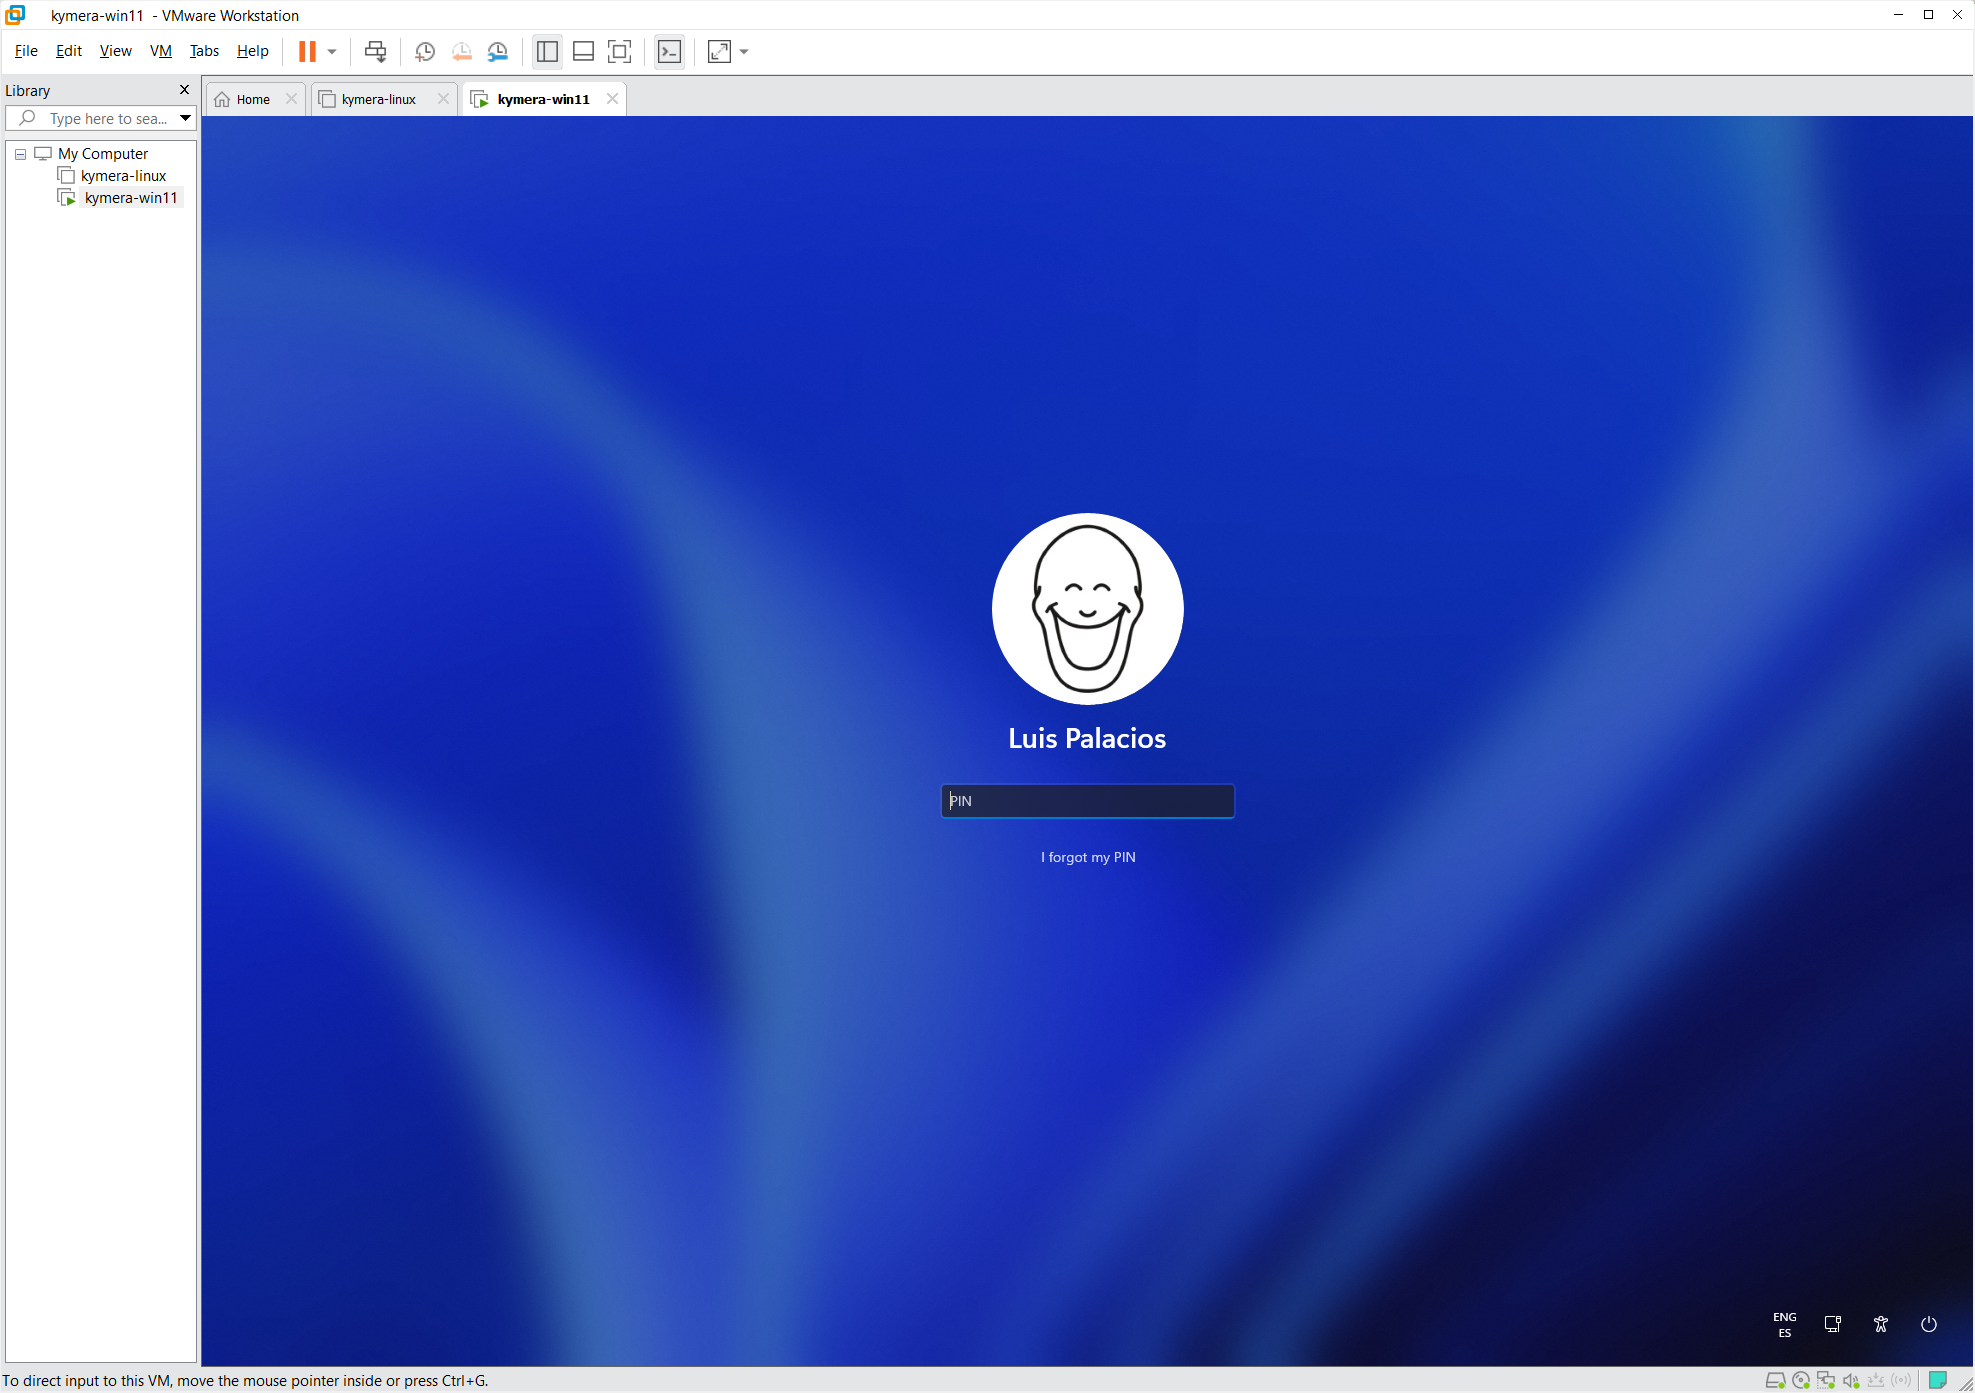 kymera-win11 - VMware Workstation
File Edit View VM Tabs Help
Library
Type here to sea...
Home
kymera-linux
kymera-win11
My Computer
kymera-linux
kymera-win11
Luis Palacios
PIN
I forgot my PIN
ENG
ES
To direct input to this VM, move the mouse pointer inside or press Ctrl+G.